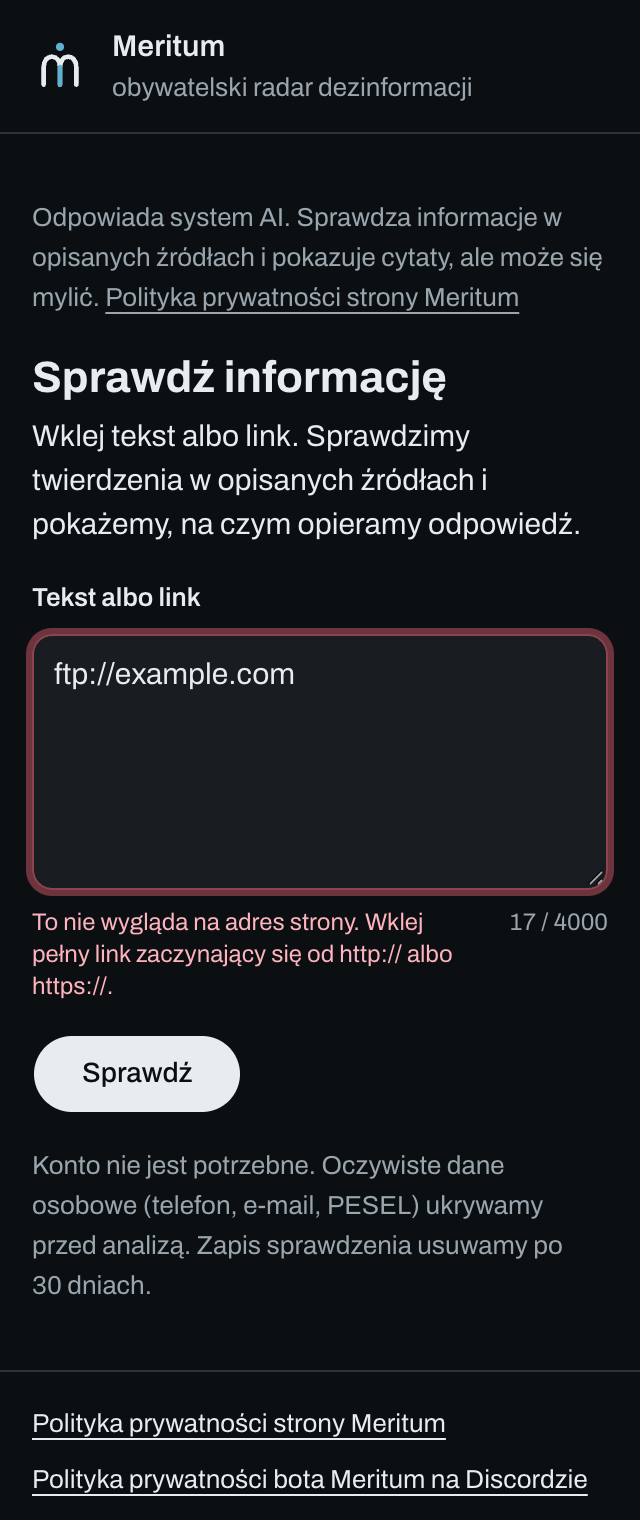 Meritum
obywatelski radar dezinformacji
Odpowiada system AI. Sprawdza informacje w
opisanych źródłach i pokazuje cytaty, ale może się
mylić. Polityka prywatności strony Meritum
Sprawdź informację
Wklej tekst albo link. Sprawdzimy
twierdzenia w opisanych źródłach i
pokażemy, na czym opieramy odpowiedź.
Tekst albo link
ftp://example.com
To nie wygląda na adres strony. Wklej
pełny link zaczynający się od http:// albo
https://.
17 / 4000
Sprawdź
Konto nie jest potrzebne. Oczywiste dane
osobowe (telefon, e-mail, PESEL) ukrywamy
przed analizą. Zapis sprawdzenia usuwamy po
30 dniach.
Polityka prywatności strony Meritum
Polityka prywatności bota Meritum na Discordzie